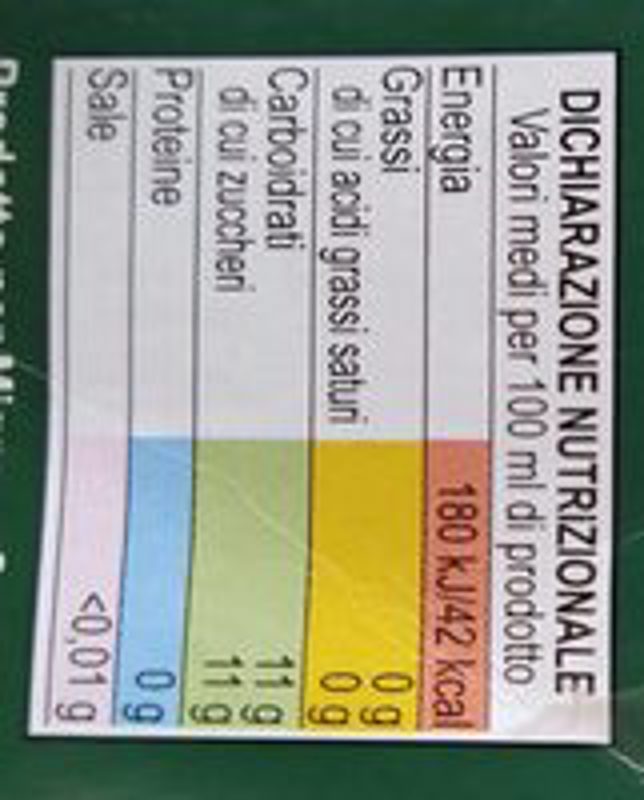 DICHIARAZIONE NUTRIZIONALE
Valori medi per 100 ml di prodotto
Energia 180 kJ/42 kcal
Grassi 0 g
di cui acidi grassi saturi 0 g
Carboidrati 11 g
di cui zuccheri 11 g
Proteine 0 g
Sale <0,01 g